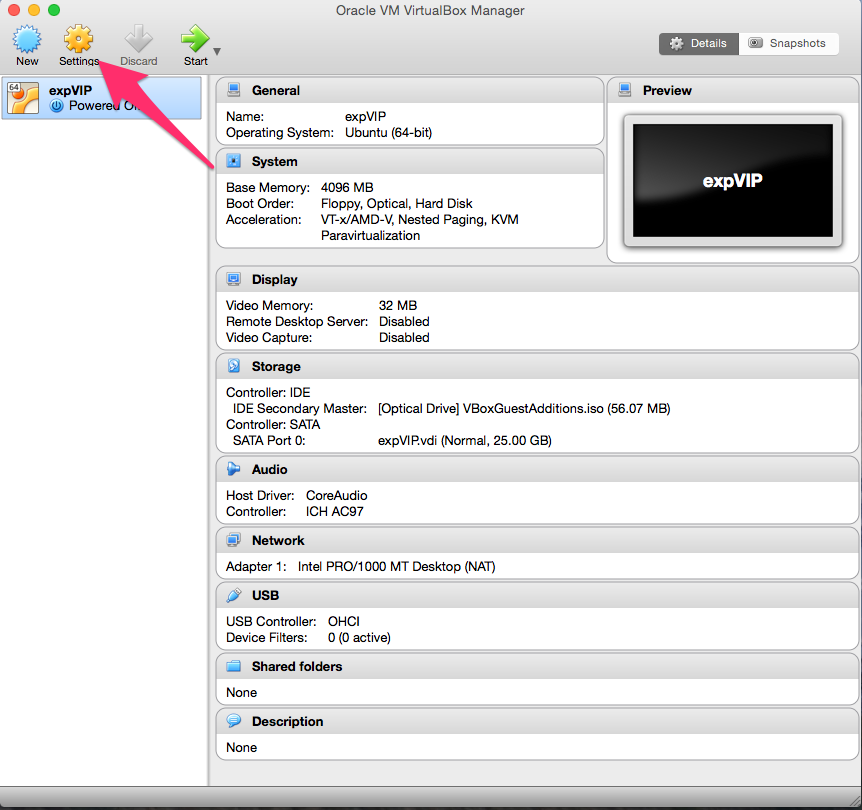 Oracle VM VirtualBox Manager
New
Settings
Discard
Start
Details
Snapshots
64
expVIP
Powered
General
Name: expVIP
Operating System: Ubuntu (64-bit)
System
Base Memory: 4096 MB
Boot Order: Floppy, Optical, Hard Disk
Acceleration: VT-x/AMD-V, Nested Paging, KVM
Paravirtualization
Preview
expVIP
Display
Video Memory: 32 MB
Remote Desktop Server: Disabled
Video Capture: Disabled
Storage
Controller: IDE
IDE Secondary Master: [Optical Drive] VBoxGuestAdditions.iso (56.07 MB)
Controller: SATA
SATA Port 0: expVIP.vdi (Normal, 25.00 GB)
Audio
Host Driver: CoreAudio
Controller: ICH AC97
Network
Adapter 1: Intel PRO/1000 MT Desktop (NAT)
USB
USB Controller: OHCI
Device Filters: 0 (0 active)
Shared folders
None
Description
None